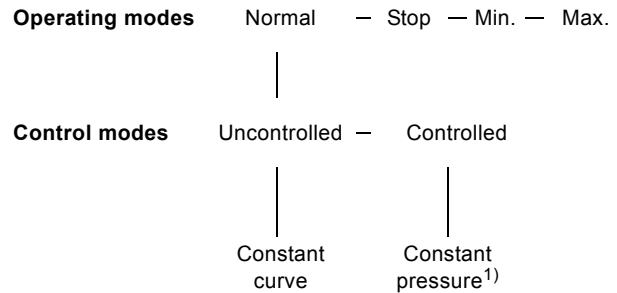 Operating modes Normal – Stop – Min. – Max.
Control modes Uncontrolled – Controlled
Constant curve Constant pressure1)